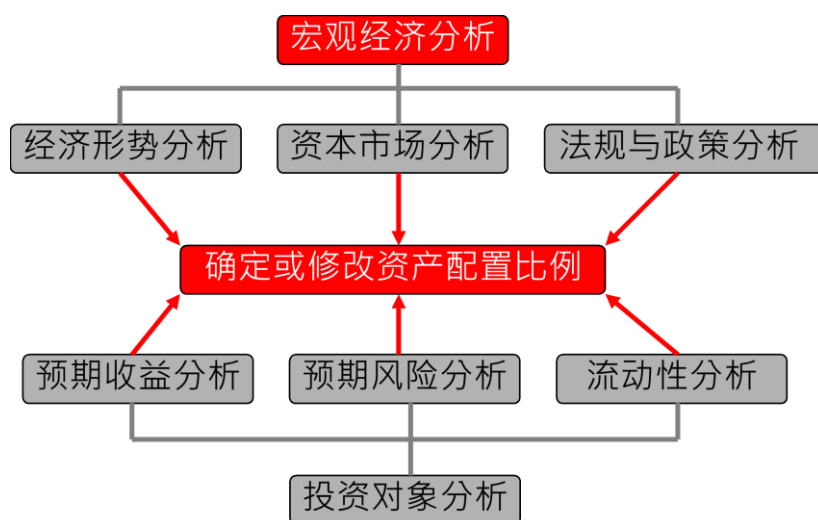 宏观经济分析
经济形势分析
资本市场分析
法规与政策分析
确定或修改资产配置比例
预期收益分析
预期风险分析
流动性分析
投资对象分析